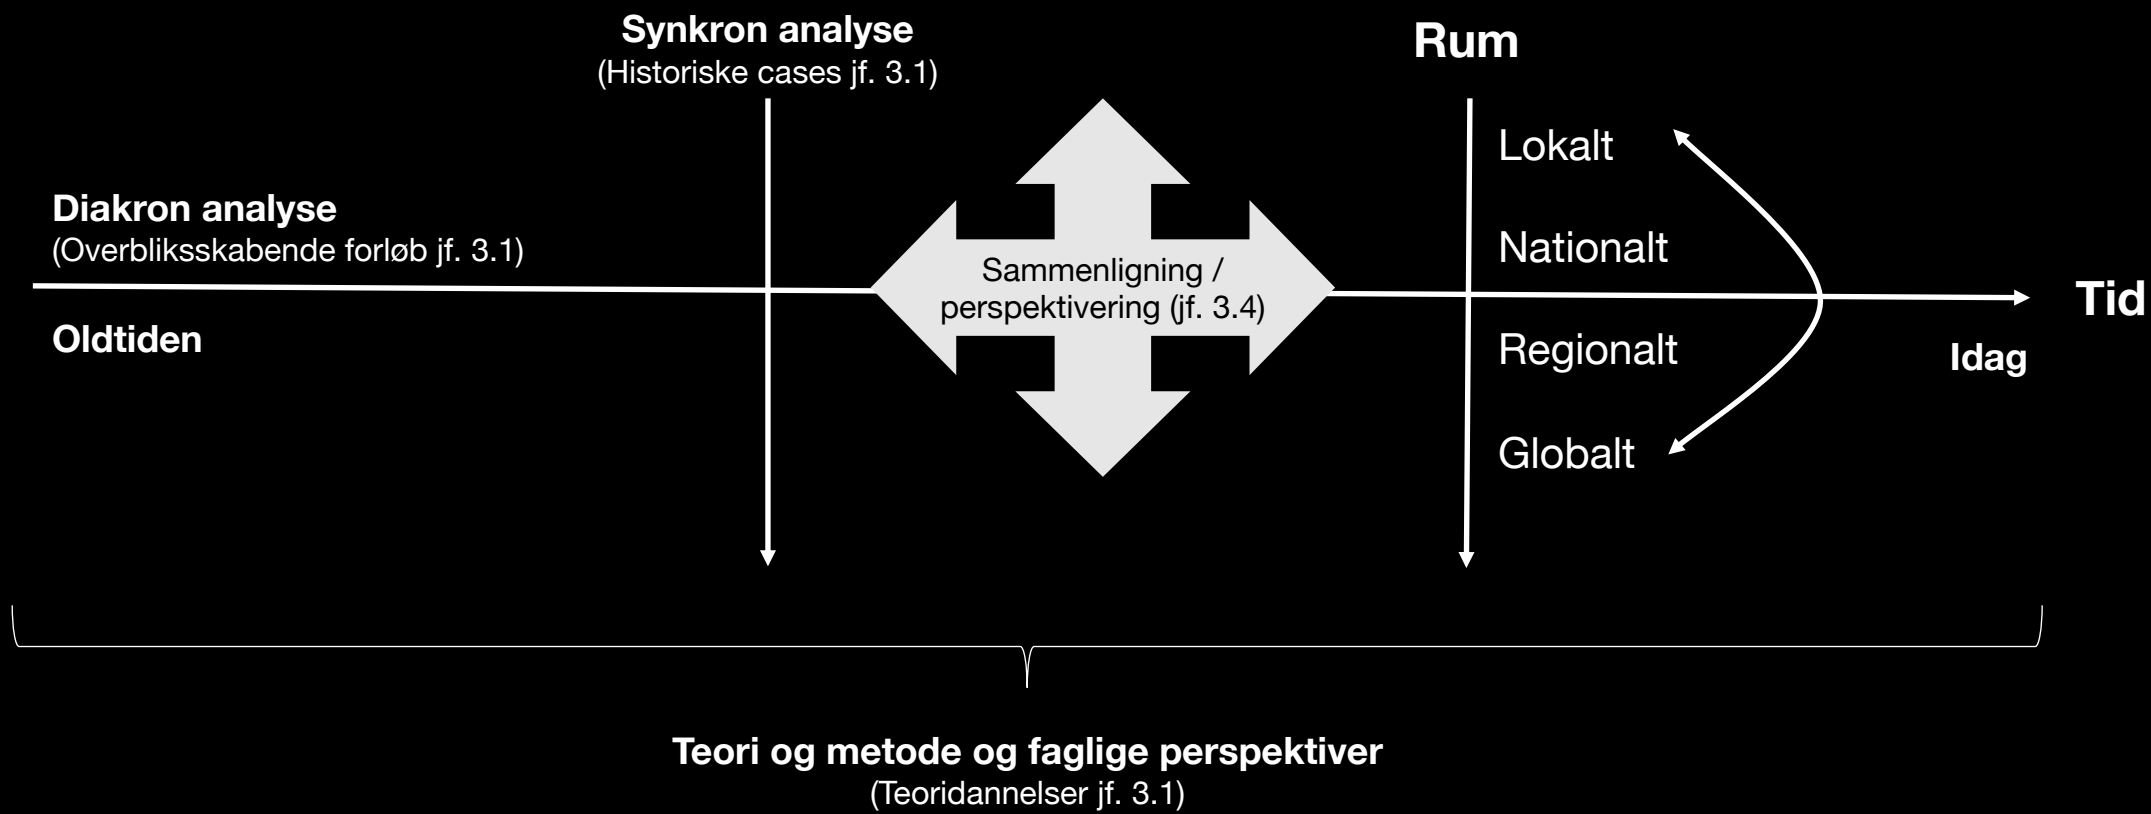 Synkron analyse
(Historiske cases jf. 3.1)
Rum
Lokalt
Diakron analyse
(Overbliksskabende forløb jf. 3.1)
Nationalt
Sammenligning /
perspektivering (jf. 3.4)
Tid
Oldtiden
Regionalt
Idag
Globalt
Teori og metode og faglige perspektiver
(Teoridannelser jf. 3.1)